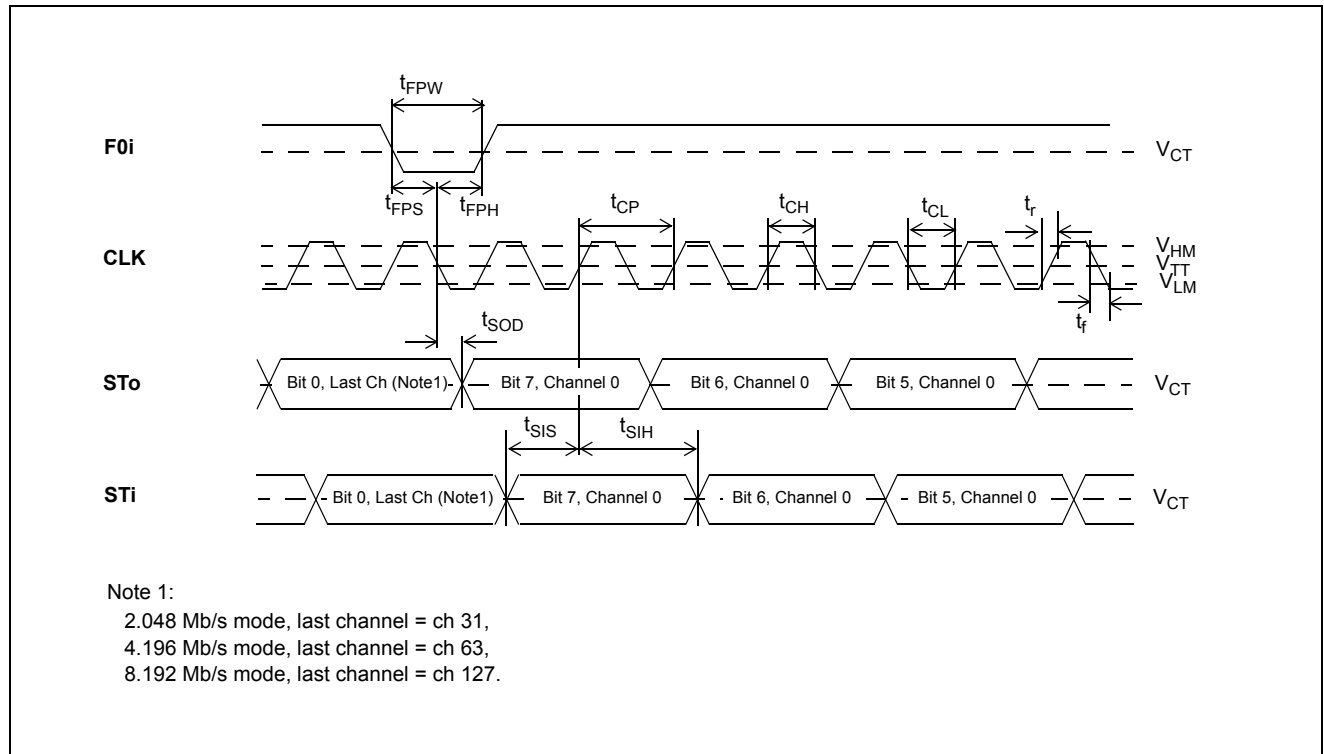 tFPW
F0i
VCT
tFPS
tFPH
tCP
tCH
tCL
tr
CLK
VHM
VTT
VLM
tf
tSOD
STo
Bit 0, Last Ch (Note1)
Bit 7, Channel 0
Bit 6, Channel 0
Bit 5, Channel 0
VCT
tSIS
tSIH
STi
Bit 0, Last Ch (Note1)
Bit 7, Channel 0
Bit 6, Channel 0
Bit 5, Channel 0
VCT
Note 1:
2.048 Mb/s mode, last channel = ch 31,
4.196 Mb/s mode, last channel = ch 63,
8.192 Mb/s mode, last channel = ch 127.